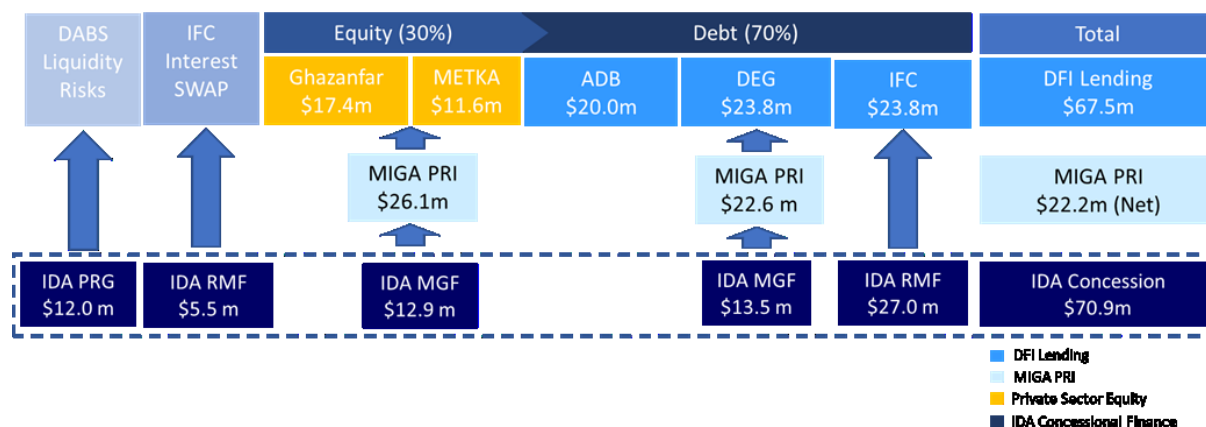 DABS
Liquidity
Risks
IFC
Interest
SWAP
Equity (30%)
Debt (70%)
Total
Ghazanfar
$17.4m
METKA
$11.6m
ADB
$20.0m
DEG
$23.8m
IFC
$23.8m
DFI Lending
$67.5m
MIGA PRI
$26.1m
MIGA PRI
$22.6 m
MIGA PRI
$22.2m (Net)
IDA PRG
$12.0 m
IDA RMF
$5.5 m
IDA MGF
$12.9 m
IDA MGF
$13.5 m
IDA RMF
$27.0 m
IDA Concession
$70.9m
DFI Lending
MIGA PRI
Private Sector Equity
IDA Concessional Finance